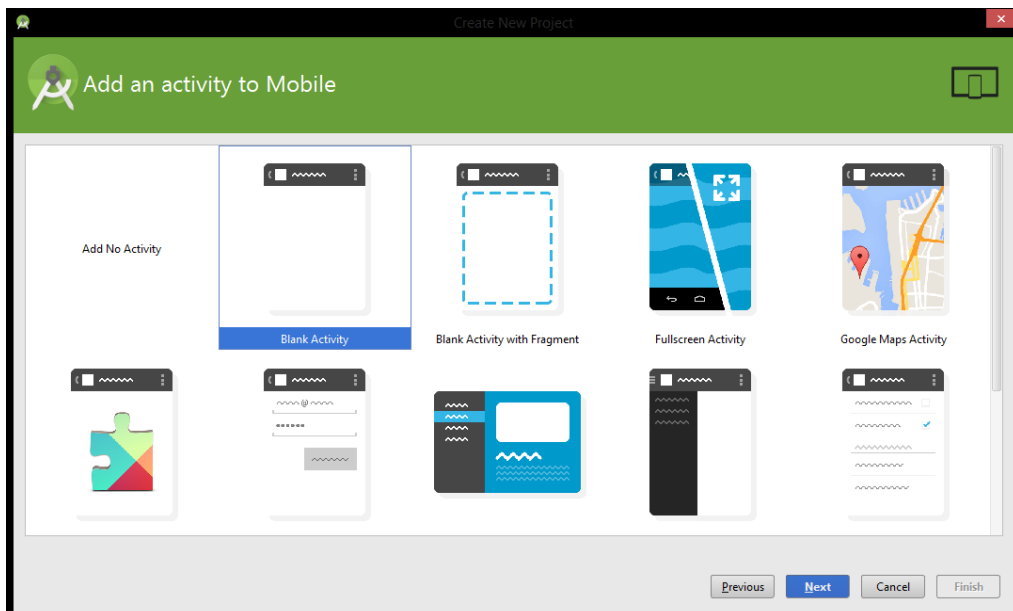 Create New Project
Add an activity to Mobile
Add No Activity
Blank Activity
Blank Activity with Fragment
Fullscreen Activity
Google Maps Activity
Previous
Next
Cancel
Finish